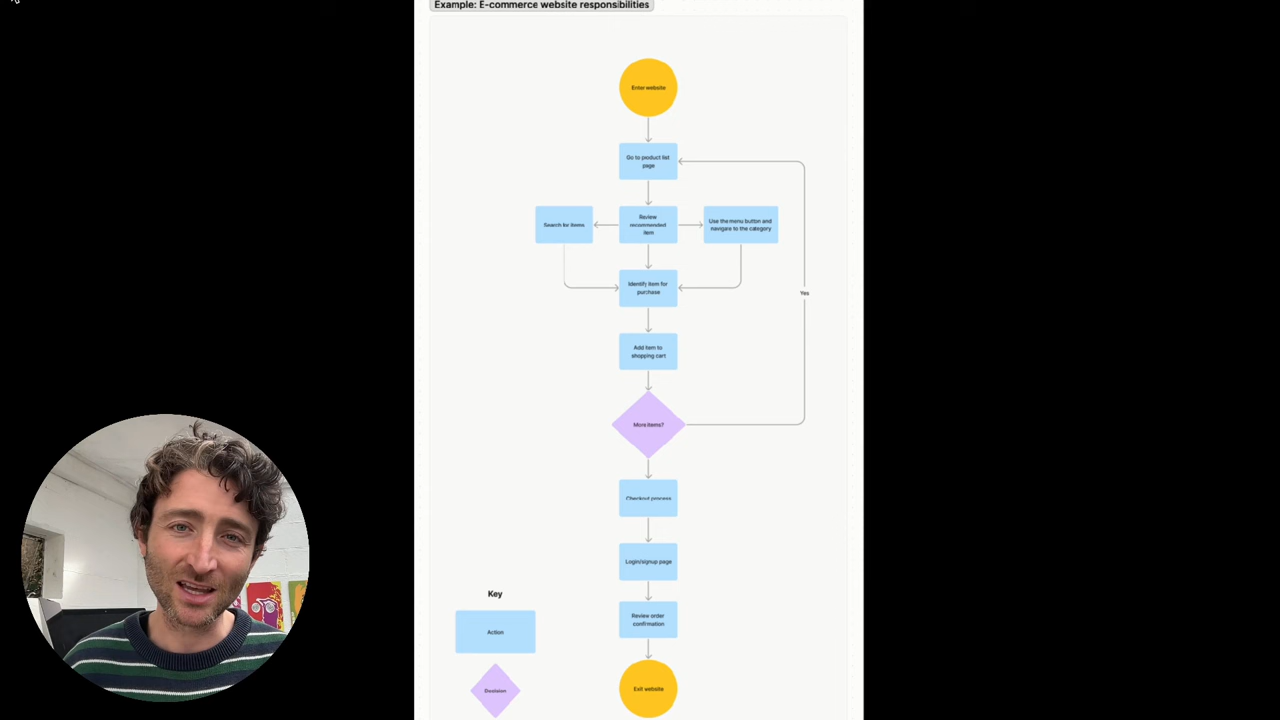 Example: E-commerce website responsibilities
Enter website
Go to product list
page
Search for items
Review
recommended
item
Use the menu button and
navigate to the category
Identify item for
purchase
Yes
Add item to
shopping cart
More items?
Checkout process
Login/signup page
Key
Review order
confirmation
Action
Exit website
Decision